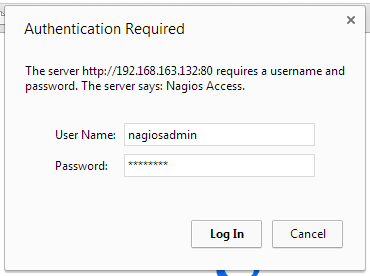 Authentication Required
The server http://192.168.163.132:80 requires a username and
password. The server says: Nagios Access.
User Name: nagiosadmin
Password: ********
Log In Cancel